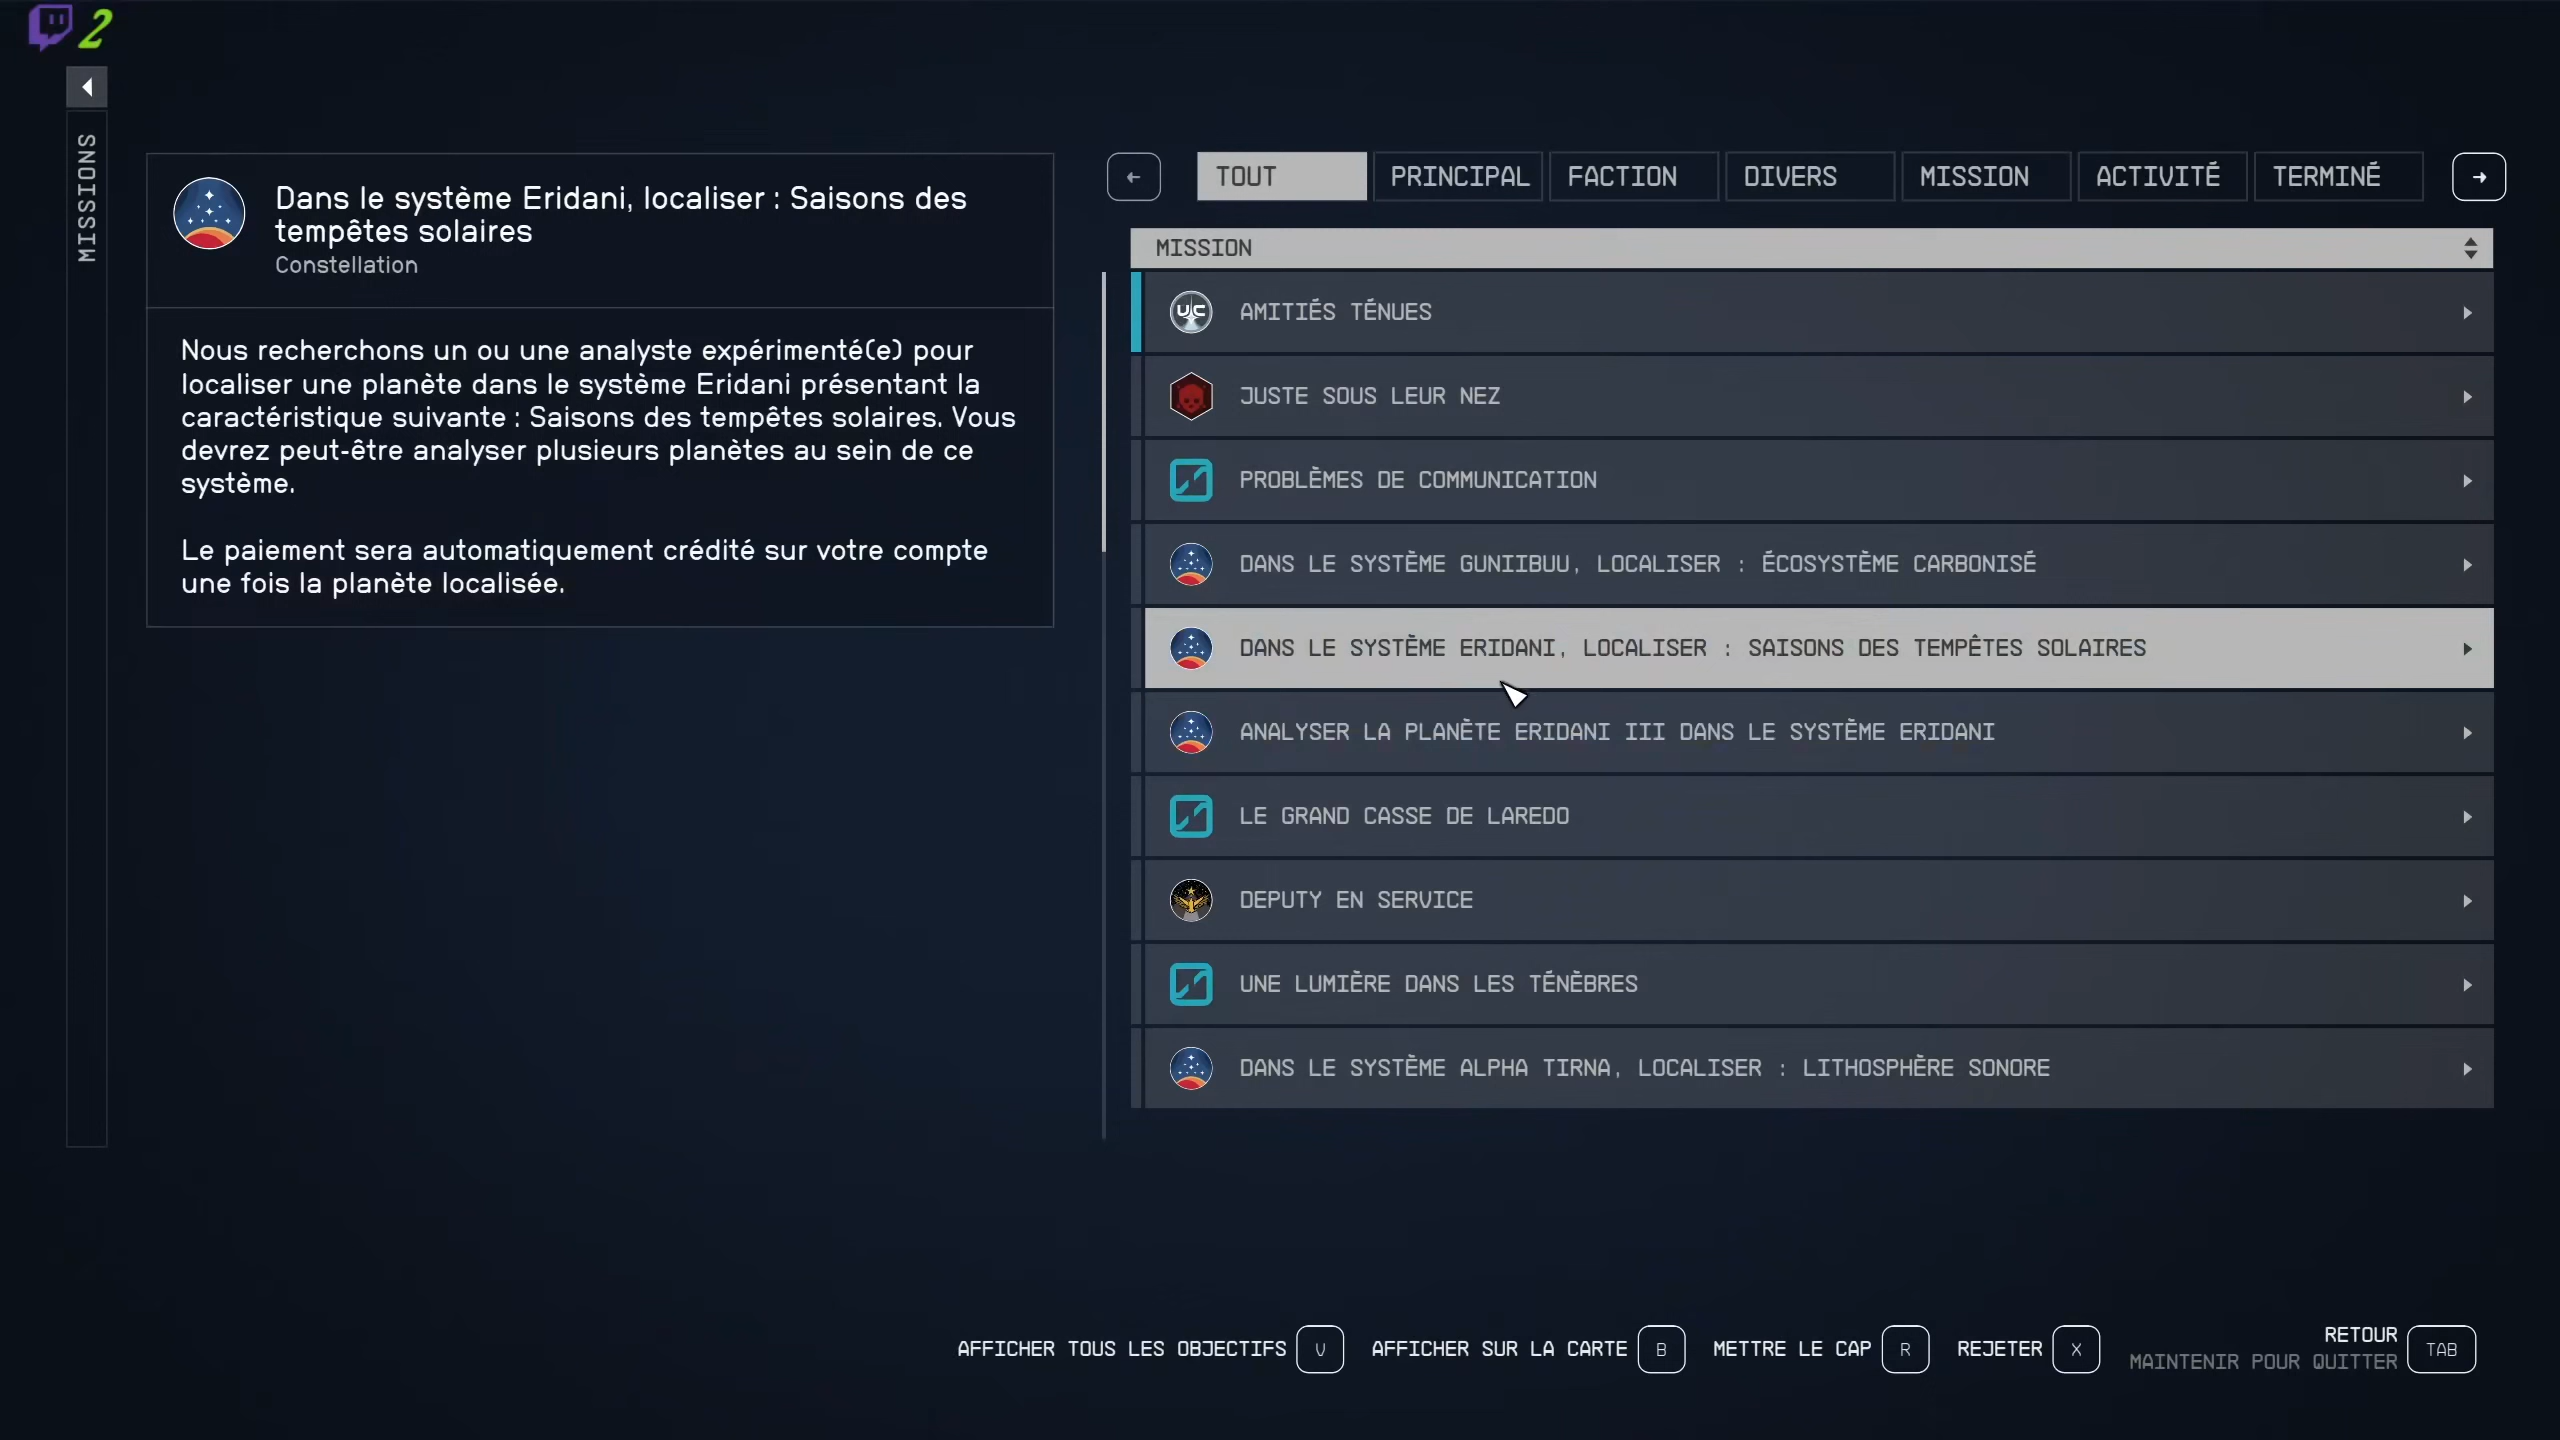 2
MISSIONS
Dans le système Eridani, localiser : Saisons des
tempêtes solaires
Constellation
Nous recherchons un ou une analyste expérimenté(e) pour
localiser une planète dans le système Eridani présentant la
caractéristique suivante : Saisons des tempêtes solaires. Vous
devrez peut-être analyser plusieurs planètes au sein de ce
système.
Le paiement sera automatiquement crédité sur votre compte
une fois la planète localisée.
TOUT PRINCIPAL FACTION DIVERS MISSION ACTIVITÉ TERMINÉ
MISSION
UC AMITIÉS TÉNUES
JUSTE SOUS LEUR NEZ
PROBLÈMES DE COMMUNICATION
DANS LE SYSTÈME GUNIIBUU, LOCALISER : ÉCOSYSTÈME CARBONISÉ
DANS LE SYSTÈME ERIDANI, LOCALISER : SAISONS DES TEMPÊTES SOLAIRES
ANALYSER LA PLANÈTE ERIDANI III DANS LE SYSTÈME ERIDANI
LE GRAND CASSE DE LAREDO
DEPUTY EN SERVICE
UNE LUMIÈRE DANS LES TÉNÈBRES
DANS LE SYSTÈME ALPHA TIRNA, LOCALISER : LITHOSPHÈRE SONORE
AFFICHER TOUS LES OBJECTIFS V AFFICHER SUR LA CARTE B METTRE LE CAP R REJETER X RETOUR TAB
MAINTENIR POUR QUITTER